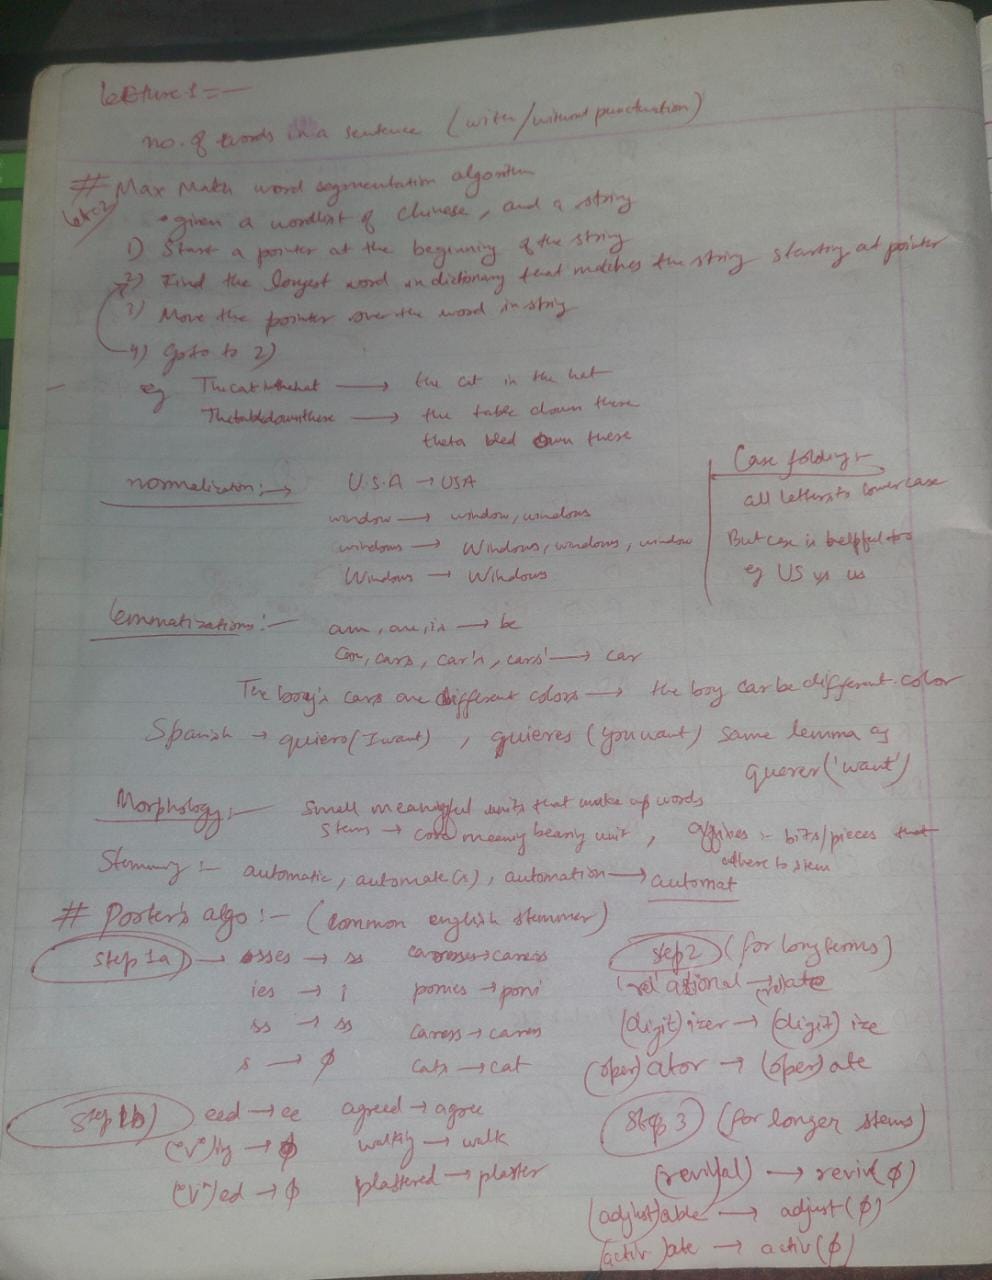 Lecture 1 :—
no. of words in a sentence (with/without punctuation)
# Max Match word segmentation algorithm
Lec2
• given a wordlist of Chinese, and a string
1) Start a pointer at the beginning of the string
2) Find the longest word in dictionary that matches the string starting at pointer
3) Move the pointer over the word in string
4) Goto to 2)
eg Thecatinthehat → the cat in the hat
Thetabledownthere → the table down there
theta bled own there
normalization :→ U.S.A → USA
window → window, windows
windows → Windows, windows, window
Windows → Windows
Case folding :-
all letters to lower case
But case is helpful too
eg US vs us
Lemmatizations :— am, are, is → be
Car, cars, car's, cars' → car
The boy's cars are different colors → the boy car be different color
Spanish → quiero (I want), quieres (you want) same lemma as
querer ('want')
Morphology :— Small meaningful units that make up words
Stems → core meaning bearing unit, affixes :- bits/pieces that
adhere to stem
Stemming :— automatic, automate(s), automation → automat
# Porter's algo :— (common english stemmer)
Step 1a) → sses → ss caresses → caress
ies → i ponies → poni
ss → ss caress → caress
s → ϕ cats → cat
Step 1b) eed → ee agreed → agree
(*v*)ing → ϕ walking → walk
(*v*)ed → ϕ plastered → plaster
Step 2 (for long terms)
(rel)ational → (rel)ate
(digit)izer → (digit)ize
(oper)ator → (oper)ate
Step 3 (for longer stems)
(reviv)al → reviv(ϕ)
(adjust)able → adjust(ϕ)
(activ)ate → activ(ϕ)